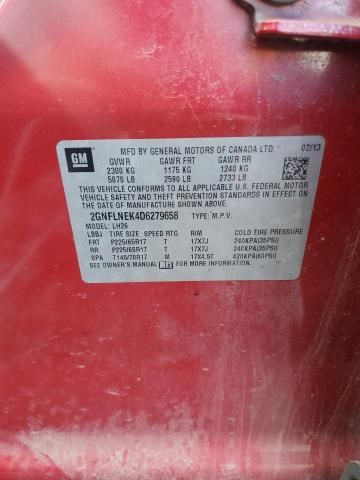 GM
MFD BY GENERAL MOTORS OF CANADA LTD. 02/13
GVWR GAWR FRT GAWR RR
2300 KG 1175 KG 1240 KG
5070 LB 2590 LB 2733 LB
THIS VEHICLE CONFORMS TO ALL APPLICABLE U.S. FEDERAL MOTOR
VEHICLE SAFETY, BUMPER, AND THEFT PREVENTION STANDARDS IN
EFFECT ON THE DATE OF MANUFACTURE SHOWN ABOVE.
2GNFLNEK4D6279658 TYPE: M.P.V.
MODEL: LH26
LBBJ TIRE SIZE SPEED RTG RIM COLD TIRE PRESSURE
FRT P225/65R17 T 17X7J 240KPA(35PSI)
RR P225/65R17 T 17X7J 240KPA(35PSI)
SPA T145/70R17 M 17X4.5T 420KPA(60PSI)
SEE OWNER'S MANUAL FOR MORE INFORMATION.